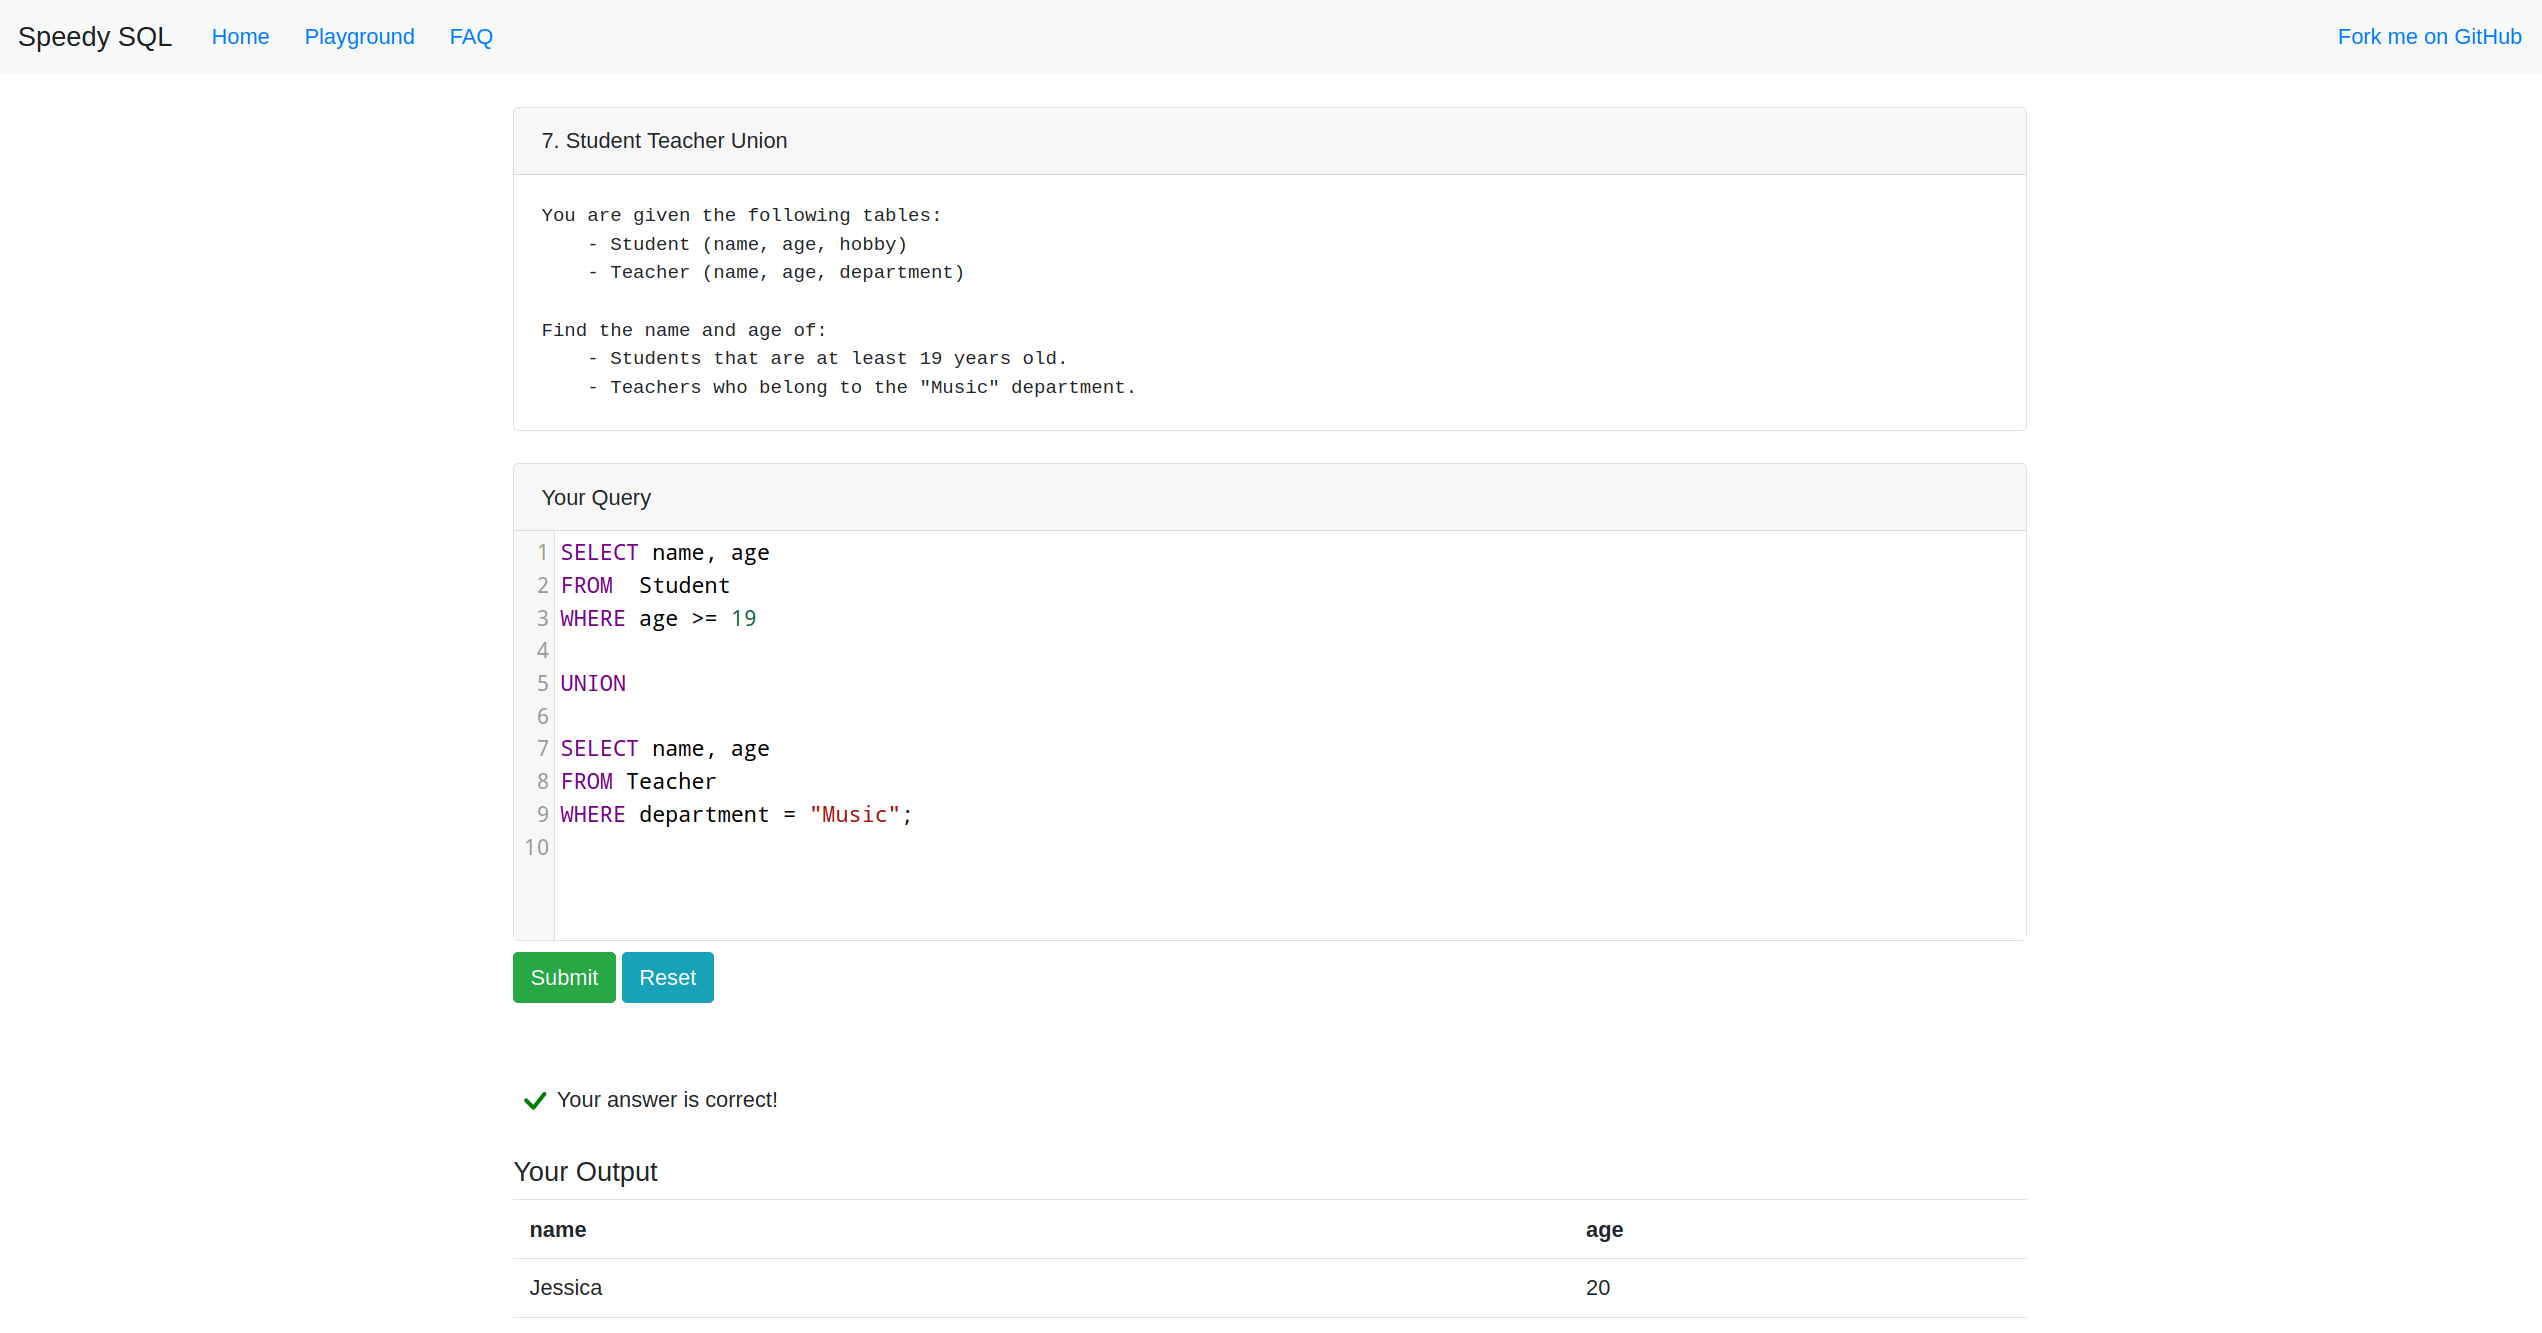 Speedy SQL Home Playground FAQ Fork me on GitHub
7. Student Teacher Union
You are given the following tables:
    - Student (name, age, hobby)
    - Teacher (name, age, department)
Find the name and age of:
    - Students that are at least 19 years old.
    - Teachers who belong to the "Music" department.
Your Query
1 SELECT name, age
2 FROM  Student
3 WHERE age >= 19
4
5 UNION
6
7 SELECT name, age
8 FROM Teacher
9 WHERE department = "Music";
10
Submit Reset
Your answer is correct!
Your Output
name age
Jessica 20